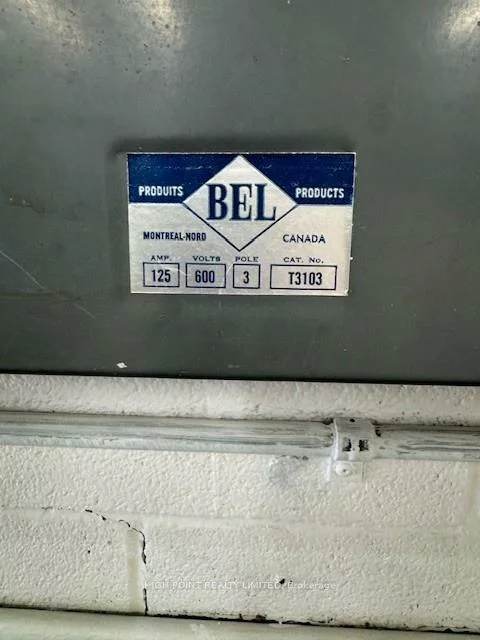 PRODUITS BEL PRODUCTS
MONTREAL-NORD CANADA
AMP. VOLTS POLE CAT. No.
125 600 3 T3103
HIGH POINT REALTY LIMITED, Brokerage